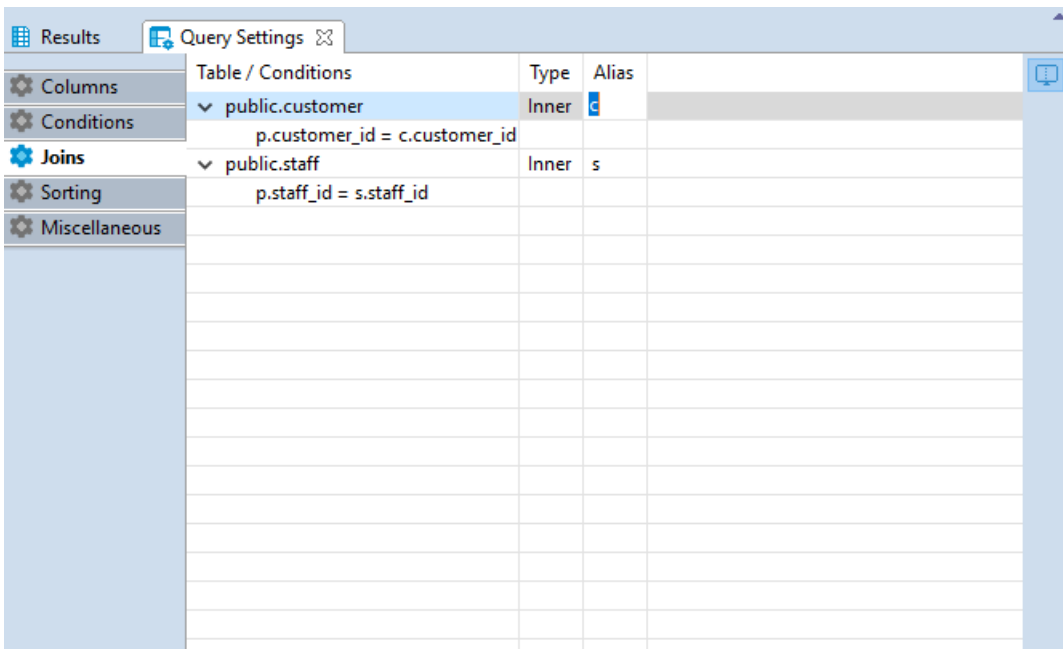 Results Query Settings
Columns
Conditions
Joins
Sorting
Miscellaneous
Table / Conditions Type Alias
public.customer Inner c
p.customer_id = c.customer_id
public.staff Inner s
p.staff_id = s.staff_id